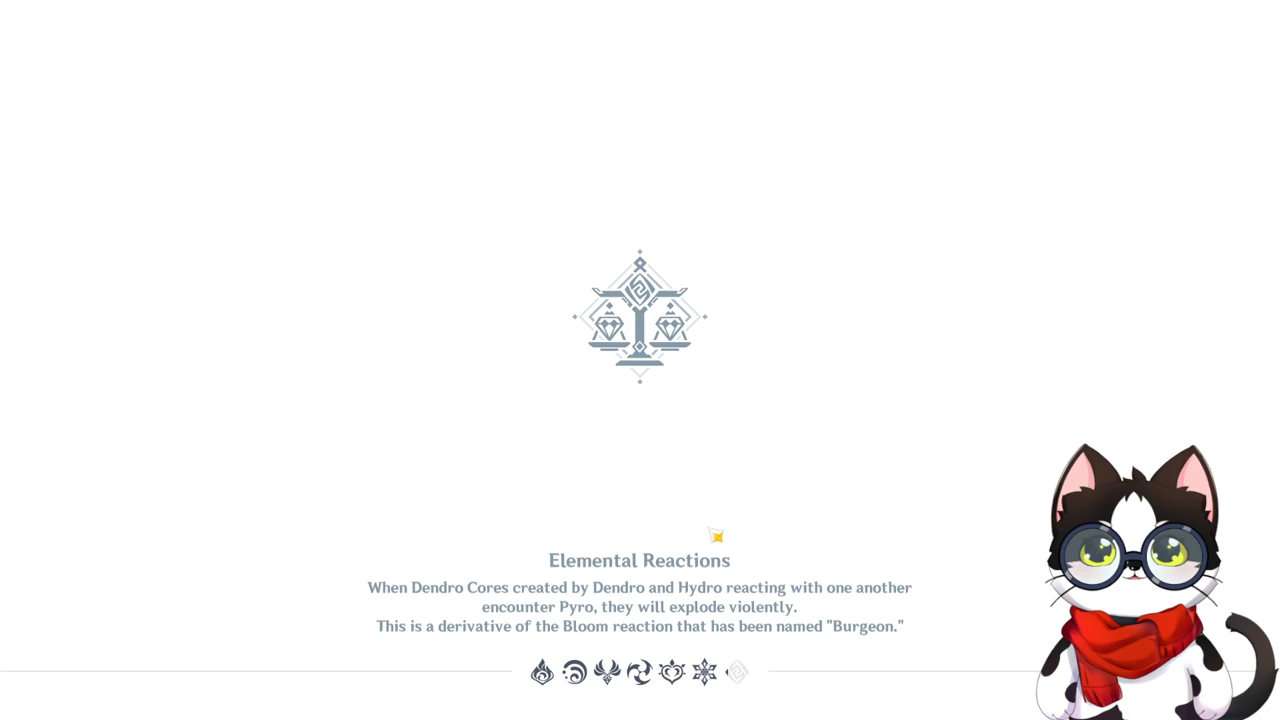 Elemental Reactions
When Dendro Cores created by Dendro and Hydro reacting with one another
encounter Pyro, they will explode violently.
This is a derivative of the Bloom reaction that has been named "Burgeon."